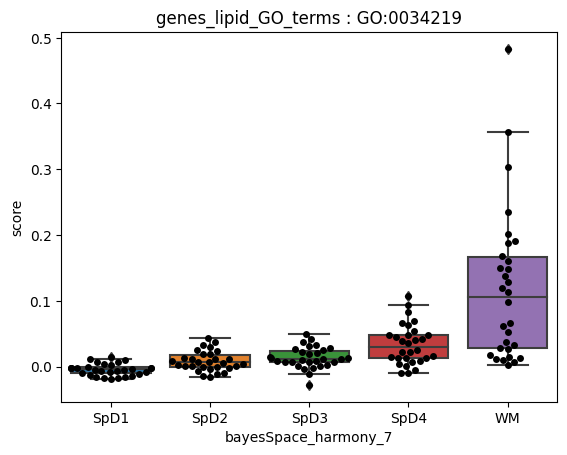 genes_lipid_GO_terms : GO:0034219
0.5
0.4
0.3
0.2
0.1
0.0
score
SpD1 SpD2 SpD3 SpD4 WM
bayesSpace_harmony_7